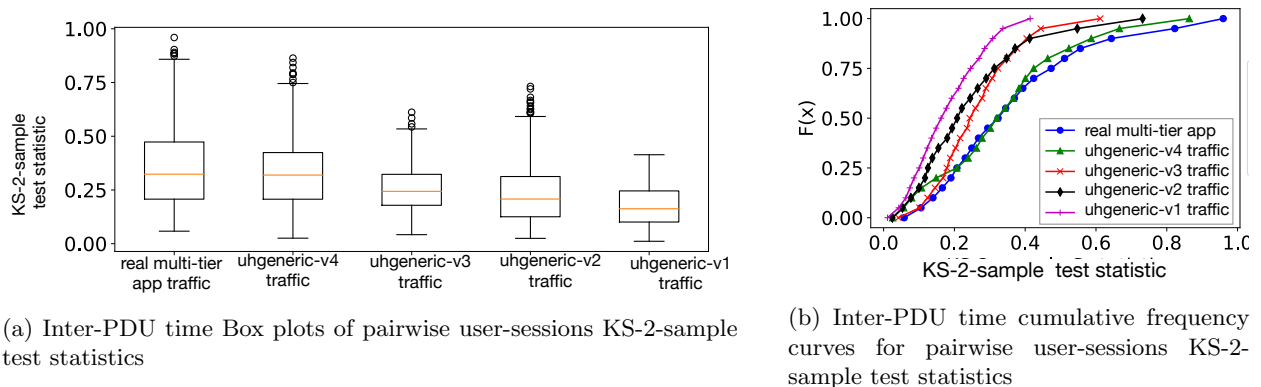 KS-2-sample
test statistic
1.00
0.75
0.50
0.25
0.00
real multi-tier
app traffic
uhgeneric-v4
traffic
uhgeneric-v3
traffic
uhgeneric-v2
traffic
uhgeneric-v1
traffic
(a) Inter-PDU time Box plots of pairwise user-sessions KS-2-sample
test statistics
F(x)
1.00
0.75
0.50
0.25
0.00
real multi-tier app
uhgeneric-v4 traffic
uhgeneric-v3 traffic
uhgeneric-v2 traffic
uhgeneric-v1 traffic
0.0 0.2 0.4 0.6 0.8 1.0
KS-2-sample test statistic
(b) Inter-PDU time cumulative frequency
curves for pairwise user-sessions KS-2-
sample test statistics